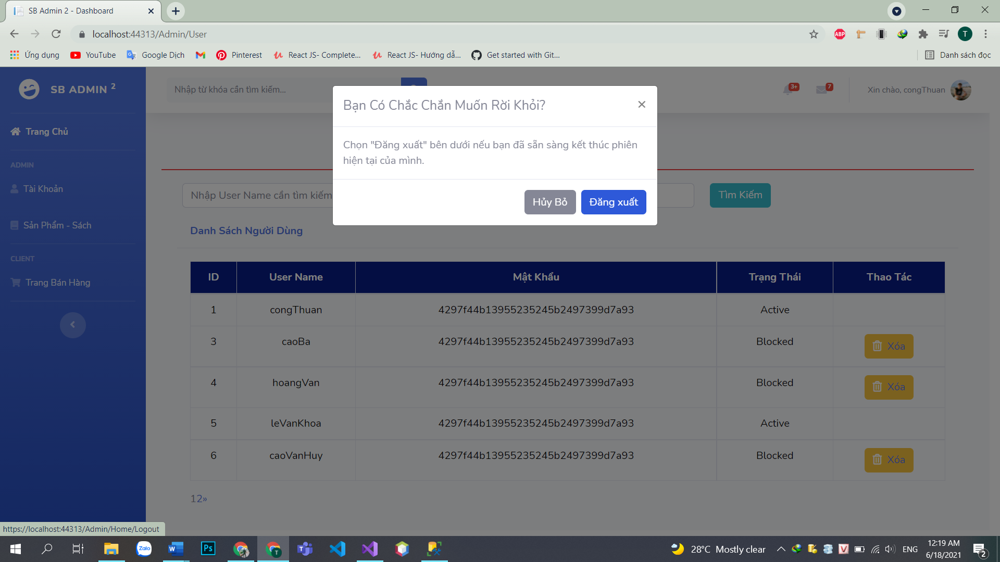 SB Admin 2 - Dashboard
localhost:44313/Admin/User
ABP
T
Ứng dụng
YouTube
Google Dịch
Pinterest
React JS- Complete...
React JS- Hướng dẫ...
Get started with Git...
Danh sách đọc
SB ADMIN 2
Nhập từ khóa cần tìm kiếm...
3+
7
Xin chào, congThuan
Bạn Có Chắc Chắn Muốn Rời Khỏi?
×
Chọn "Đăng xuất" bên dưới nếu bạn đã sẵn sàng kết thúc phiên
hiện tại của mình.
Hủy Bỏ
Đăng xuất
Trang Chủ
ADMIN
Tài Khoản
Sản Phẩm - Sách
CLIENT
Trang Bán Hàng
Nhập User Name cần tìm kiếm
Tìm Kiếm
Danh Sách Người Dùng
ID User Name Mật Khẩu Trạng Thái Thao Tác
1 congThuan 4297f44b13955235245b2497399d7a93 Active
3 caoBa 4297f44b13955235245b2497399d7a93 Blocked Xóa
4 hoangVan 4297f44b13955235245b2497399d7a93 Blocked Xóa
5 leVanKhoa 4297f44b13955235245b2497399d7a93 Active
6 caoVanHuy 4297f44b13955235245b2497399d7a93 Blocked Xóa
12»
https://localhost:44313/Admin/Home/Logout
Zalo
W
Ps
T
28°C Mostly clear
V
ENG
12:19 AM
6/18/2021
2